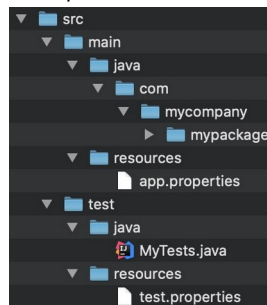 src
main
java
com
mycompany
mypackage
resources
app.properties
test
java
MyTests.java
resources
test.properties